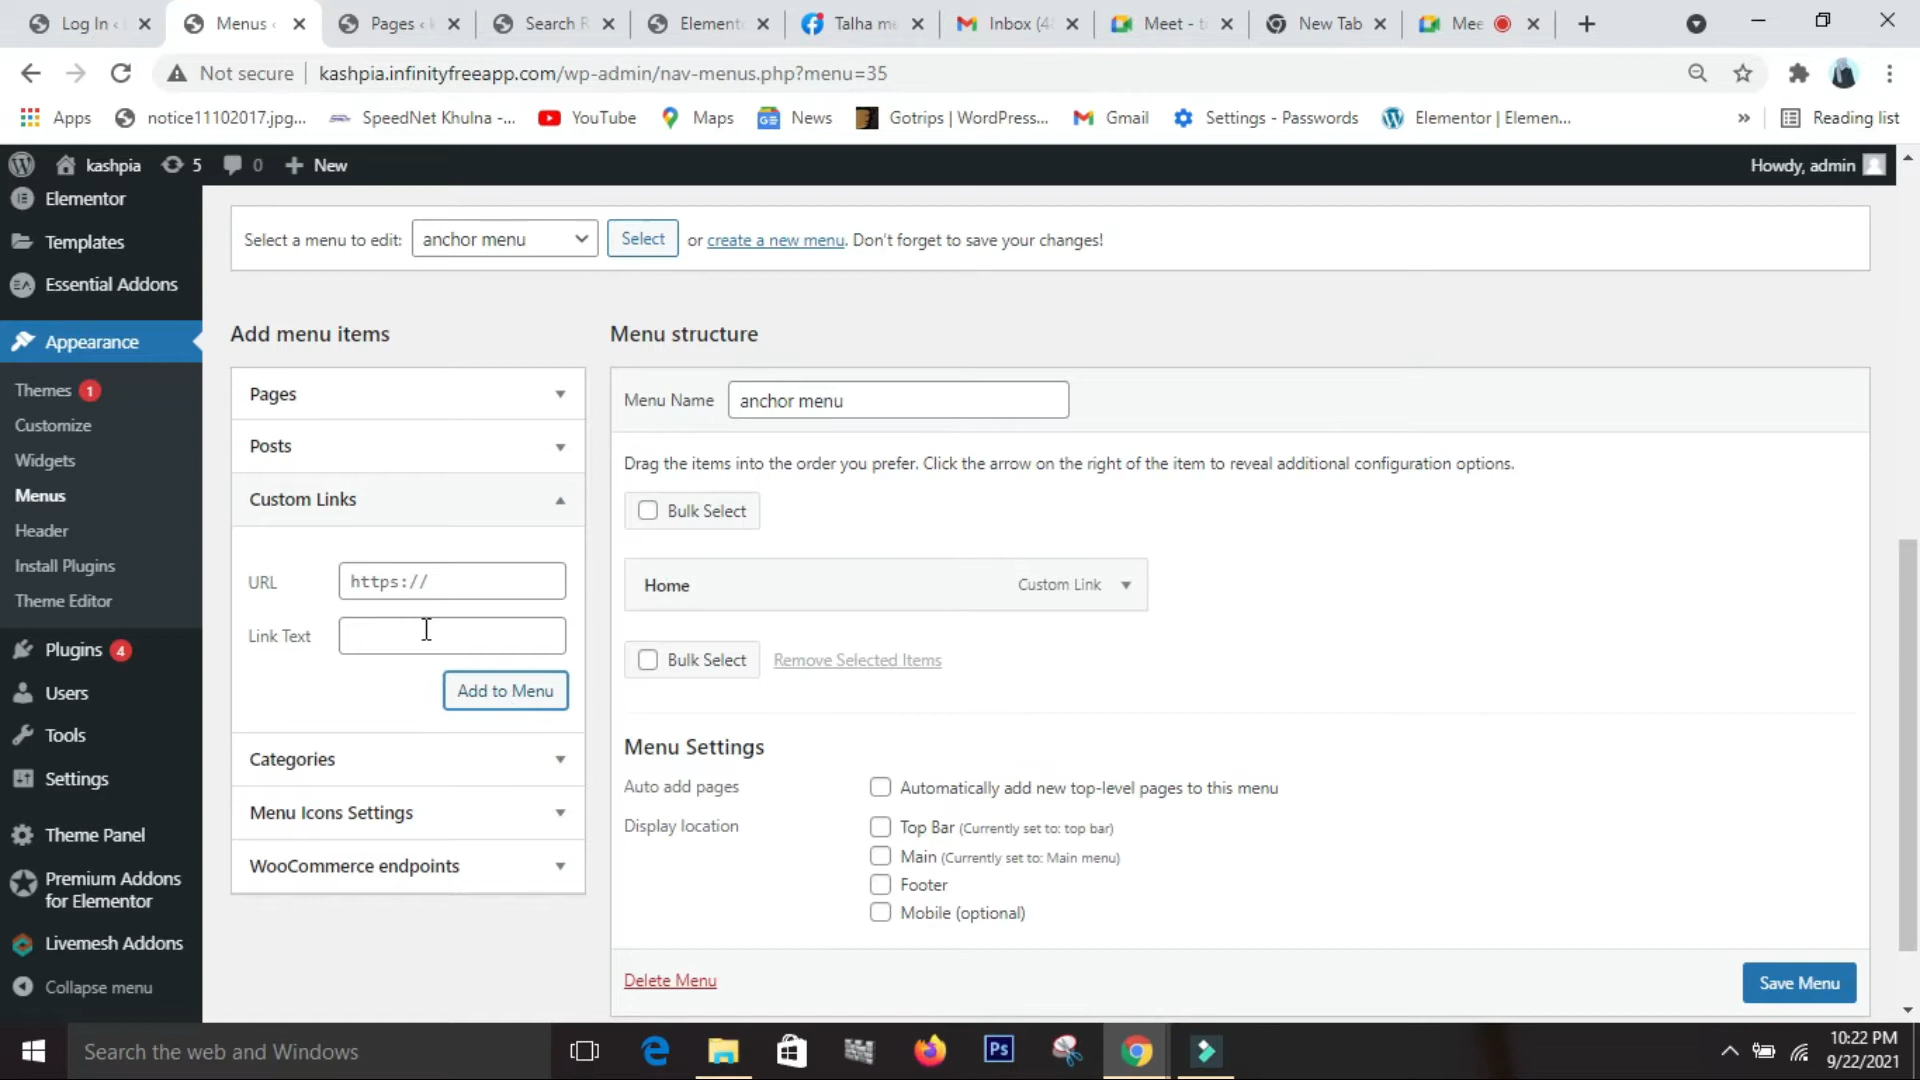 Log In ‹
Menus ‹
Pages ‹
Search R
Elemento
Talha me
Inbox (4
Meet - t
New Tab
Mee
Not secure
kashpia.infinityfreeapp.com/wp-admin/nav-menus.php?menu=35
Apps
notice11102017.jpg...
SpeedNet Khulna -...
YouTube
Maps
News
Gotrips | WordPress...
Gmail
Settings - Passwords
Elementor | Elemen...
»
Reading list
kashpia
5
0
New
Howdy, admin
Elementor
Templates
Essential Addons
Appearance
Themes 1
Customize
Widgets
Menus
Header
Install Plugins
Theme Editor
Plugins 4
Users
Tools
Settings
Theme Panel
Premium Addons
for Elementor
Livemesh Addons
Collapse menu
Select a menu to edit: anchor menu Select or create a new menu. Don't forget to save your changes!
Add menu items
Pages
Posts
Custom Links
URL https://
Link Text
Add to Menu
Categories
Menu Icons Settings
WooCommerce endpoints
Menu structure
Menu Name anchor menu
Drag the items into the order you prefer. Click the arrow on the right of the item to reveal additional configuration options.
Bulk Select
Home Custom Link
Bulk Select Remove Selected Items
Menu Settings
Auto add pages Automatically add new top-level pages to this menu
Display location Top Bar (Currently set to: top bar)
Main (Currently set to: Main menu)
Footer
Mobile (optional)
Delete Menu
Save Menu
Search the web and Windows
Ps
10:22 PM
9/22/2021